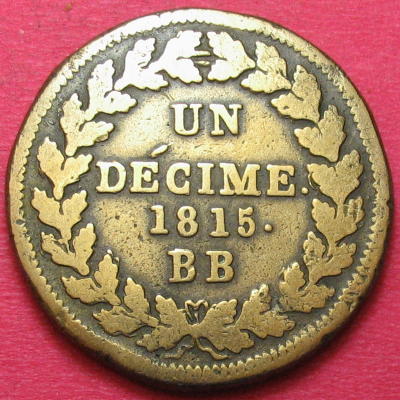 UN
DÉCIME.
1815.
BB